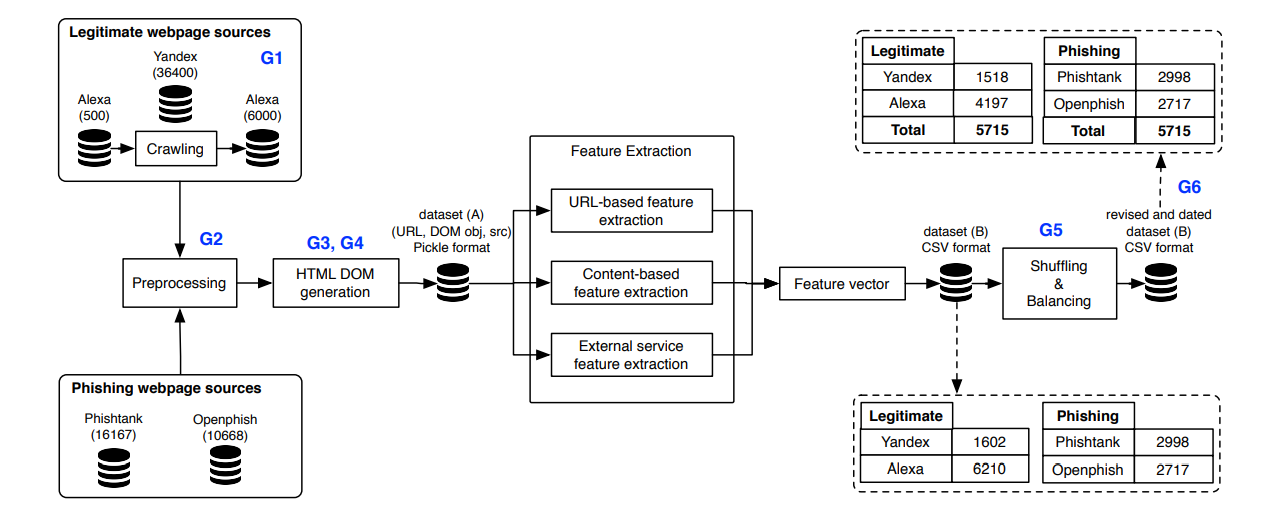 Legitimate webpage sources
G1
Yandex
(36400)
Alexa
(500)
Crawling
Alexa
(6000)
G2
Preprocessing
G3, G4
HTML DOM
generation
Phishing webpage sources
Phishtank
(16167)
Openphish
(10668)
dataset (A)
(URL, DOM obj, src)
Pickle format
Feature Extraction
URL-based feature
extraction
Content-based
feature extraction
External service
feature extraction
Feature vector
dataset (B)
CSV format
G5
Shuffling
&
Balancing
G6
revised and dated
dataset (B)
CSV format
Legitimate
Yandex 1518
Alexa 4197
Total 5715
Phishing
Phishtank 2998
Openphish 2717
Total 5715
Legitimate
Yandex 1602
Alexa 6210
Phishing
Phishtank 2998
Openphish 2717